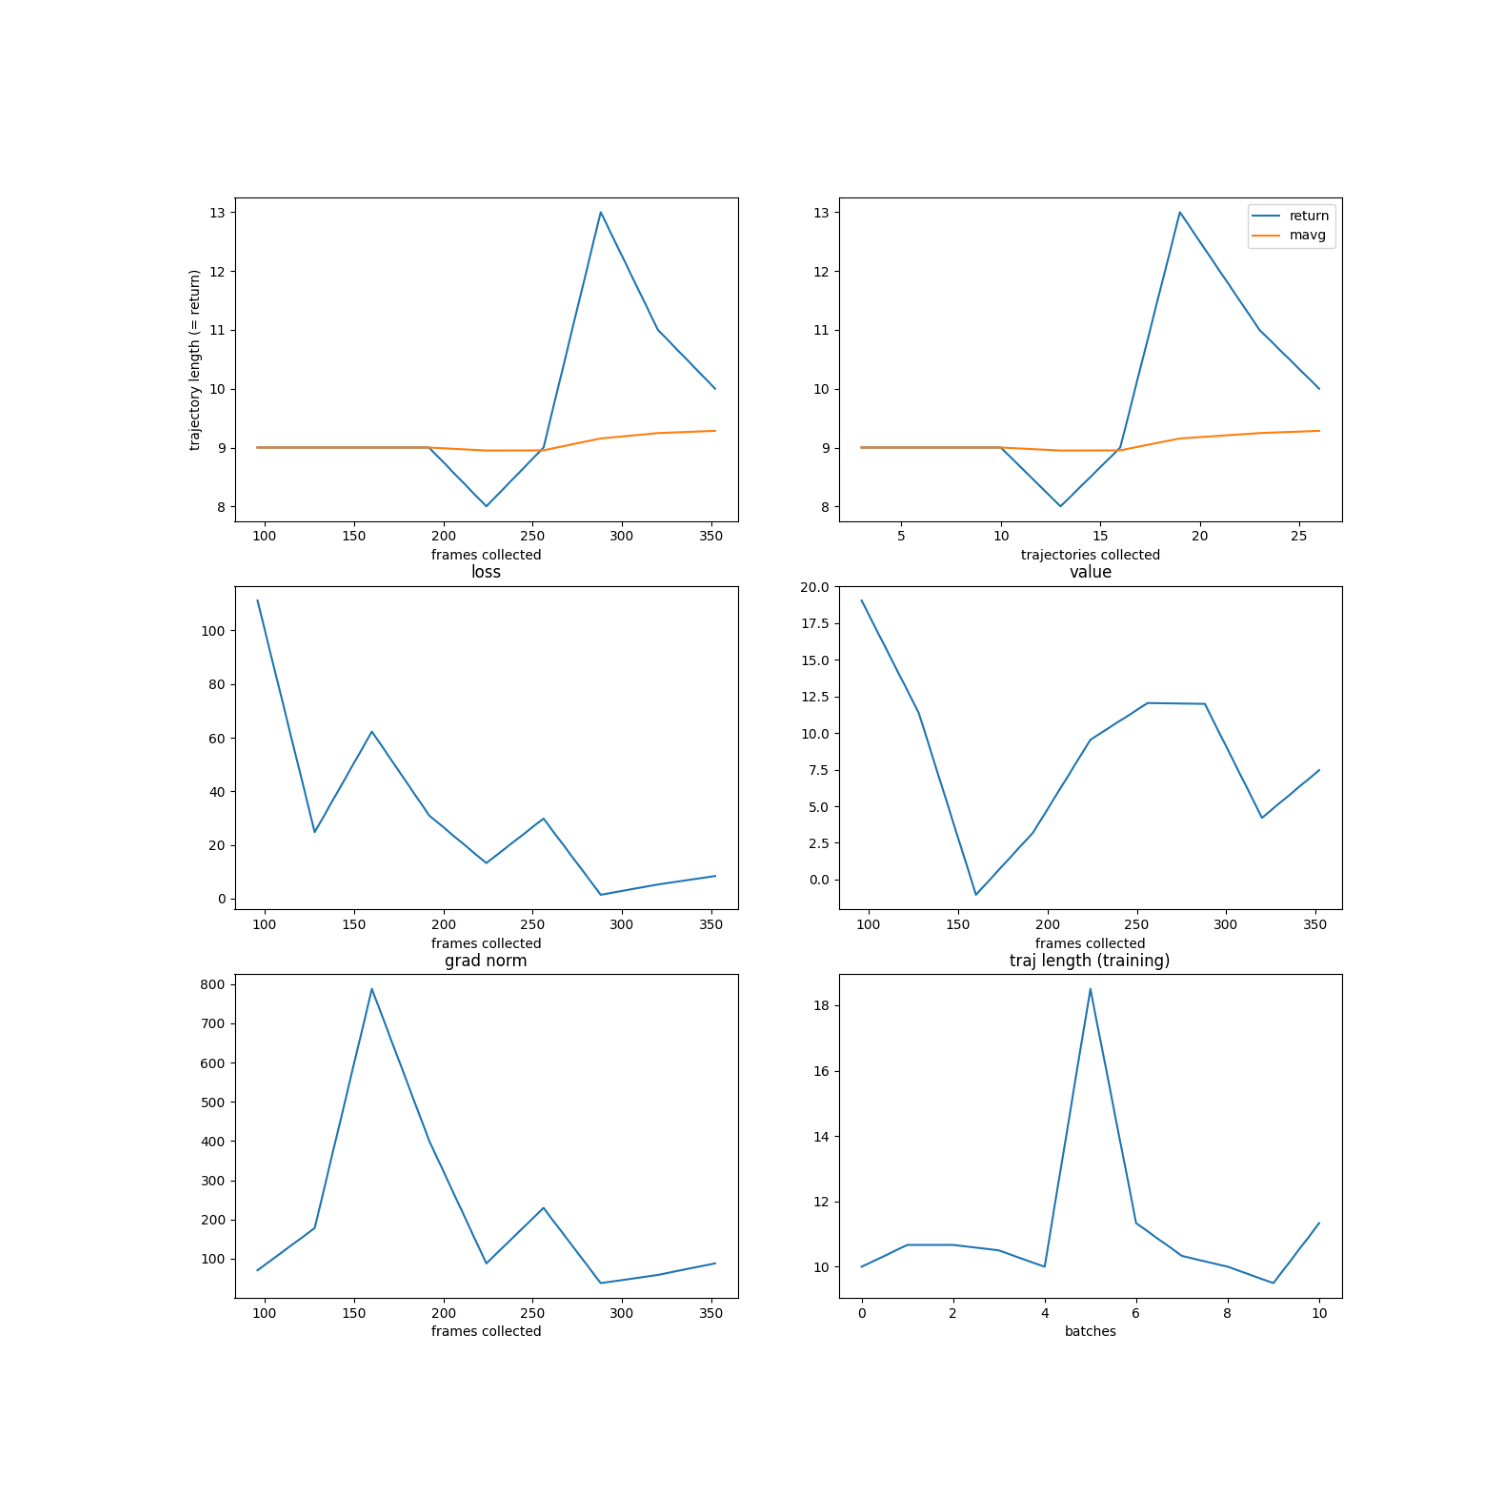 trajectory length (= return)
13
12
11
10
9
8
100 150 200 250 300 350
frames collected
return
mavg
13
12
11
10
9
8
5 10 15 20 25
trajectories collected
loss
100
80
60
40
20
0
100 150 200 250 300 350
frames collected
value
20.0
17.5
15.0
12.5
10.0
7.5
5.0
2.5
0.0
100 150 200 250 300 350
frames collected
grad norm
800
700
600
500
400
300
200
100
100 150 200 250 300 350
frames collected
traj length (training)
18
16
14
12
10
0 2 4 6 8 10
batches